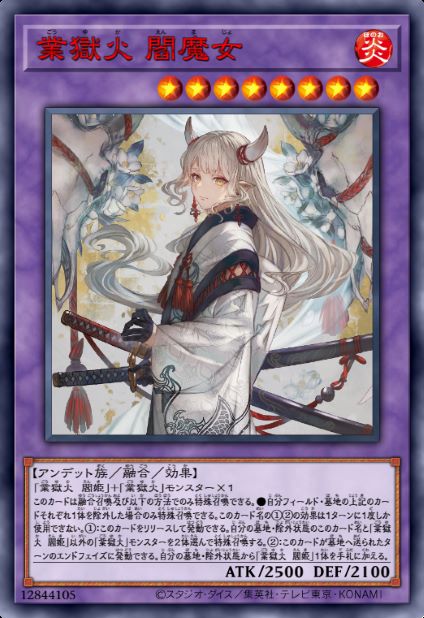 業獄火 閻魔女
炎
【アンデット族／融合／効果】
「業獄火 閻姫」＋「業獄火」モンスター×１
このカードは融合召喚及び以下の方法でのみ特殊召喚できる。●自分フィールド・墓地の上記のカード
それぞれ１体を除外した場合のみ特殊召喚できる。このカード名の①②の効果は１ターンに１度しか
使用できない。①：このカードをリリースして発動できる。自分の墓地・除外状態のこのカード名と「業獄
火 閻姫」以外の「業獄火」モンスターを２体選んで特殊召喚する。②：このカードが墓地へ送られたター
ンのエンドフェイズに発動できる。自分の墓地・除外状態から「業獄火 閻姫」１体を手札に加える。
ATK/2500 DEF/2100
12844105
©スタジオ・ダイス／集英社・テレビ東京・KONAMI